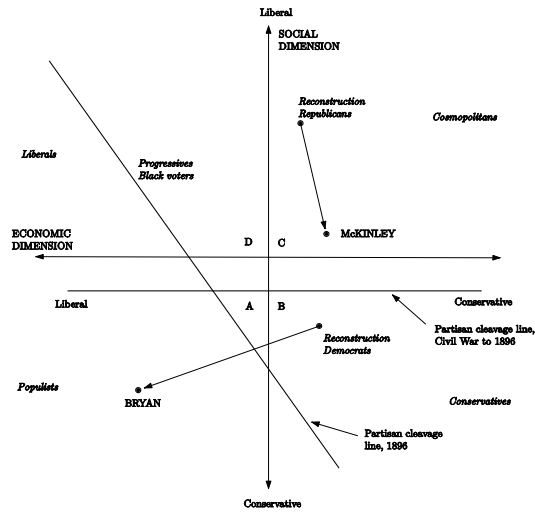 Liberal
SOCIAL
DIMENSION
Reconstruction
Republicans
Cosmopolitans
Liberals
Progressives
Black voters
ECONOMIC
DIMENSION
D
C
McKINLEY
Liberal
A
B
Conservative
Partisan cleavage line,
Civil War to 1896
Reconstruction
Democrats
Populists
BRYAN
Conservatives
Partisan cleavage
line, 1896
Conservative